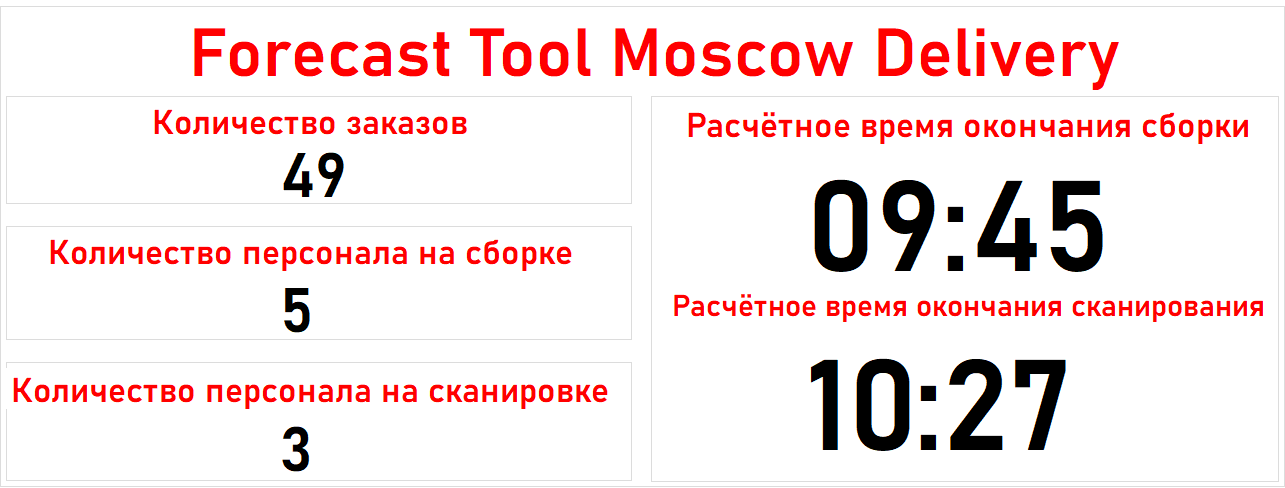 Forecast Tool Moscow Delivery
Количество заказов
49
Количество персонала на сборке
5
Количество персонала на сканировке
3
Расчётное время окончания сборки
09:45
Расчётное время окончания сканирования
10:27